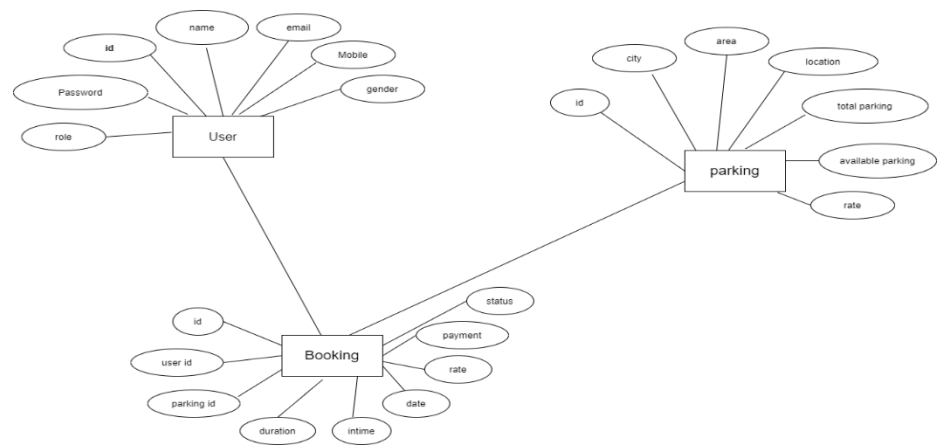 name
email
id
Mobile
Password
gender
role
User
area
city
location
id
total parking
available parking
parking
rate
status
id
payment
Booking
user id
rate
parking id
date
duration
intime